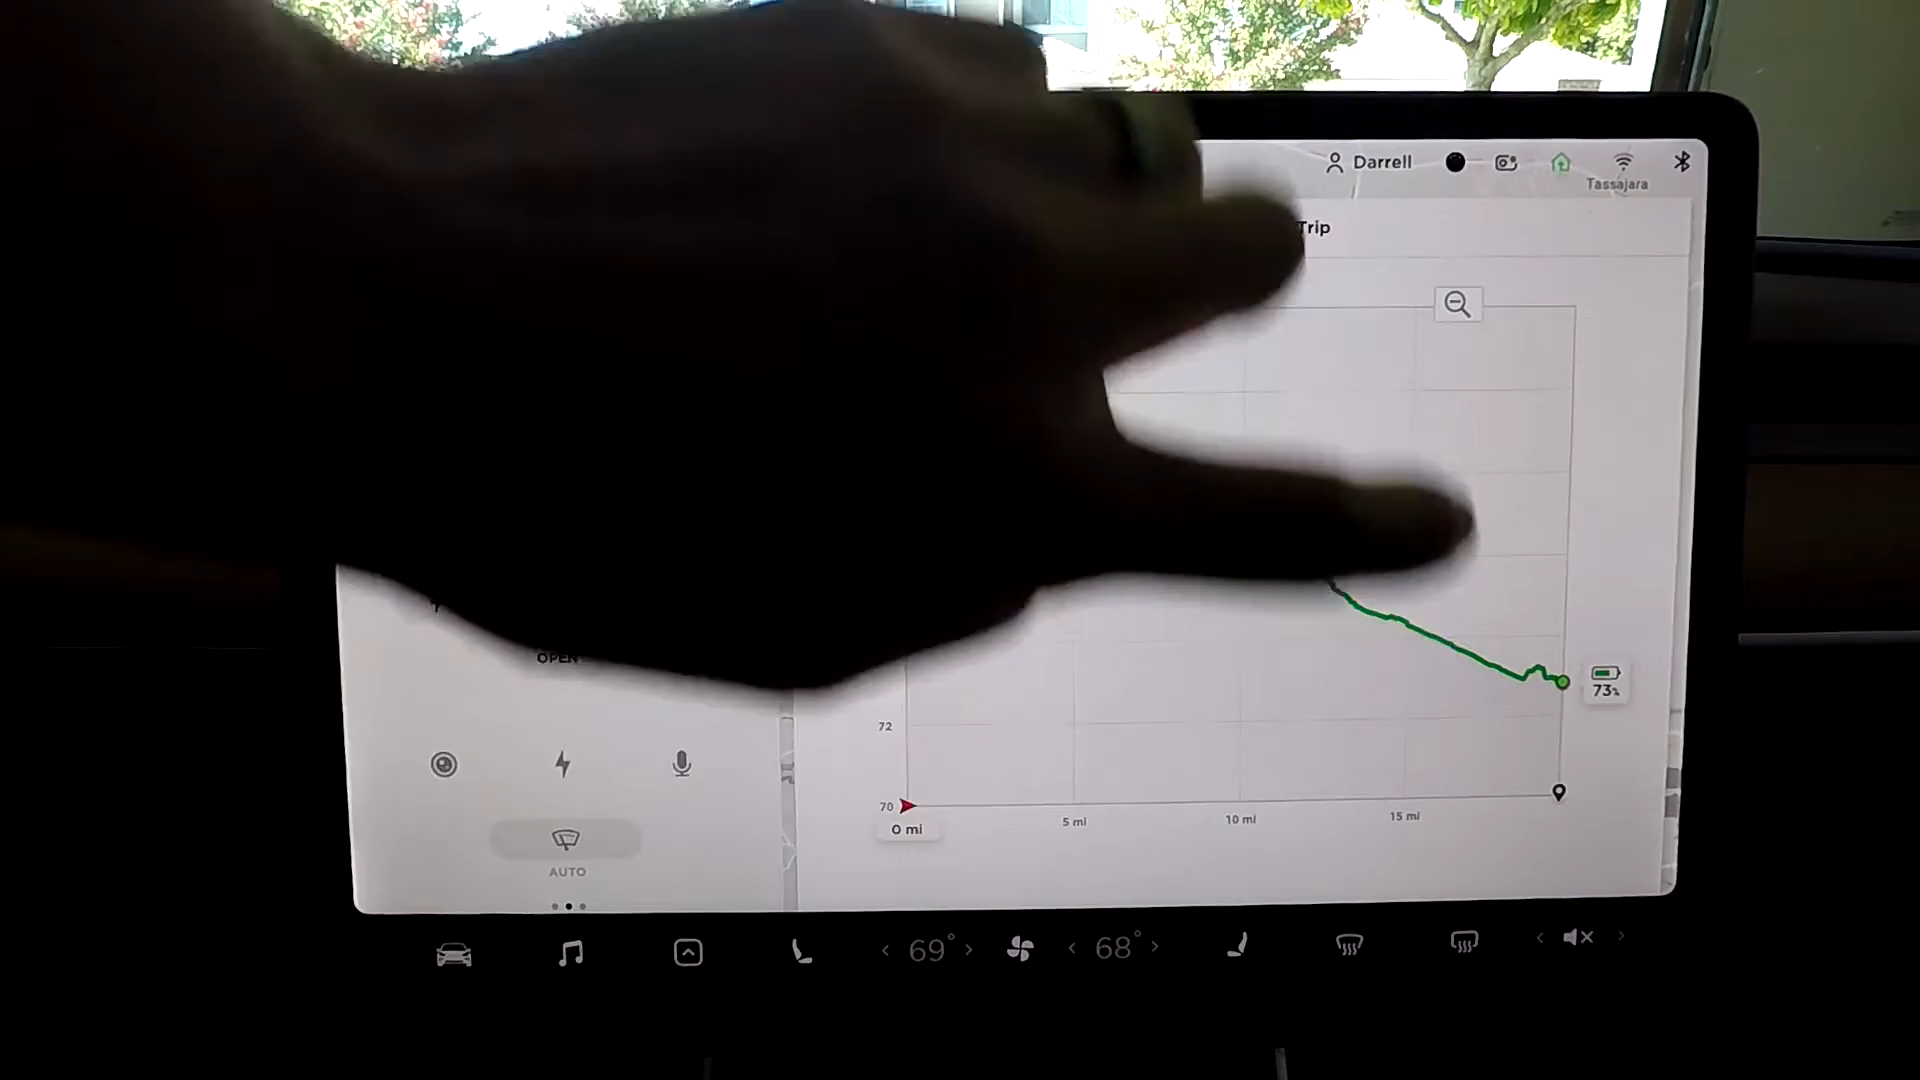 Darrell
Tassajara
Trip
OPEN
73%
72
70
0 mi
5 mi
10 mi
15 mi
AUTO
69°
68°